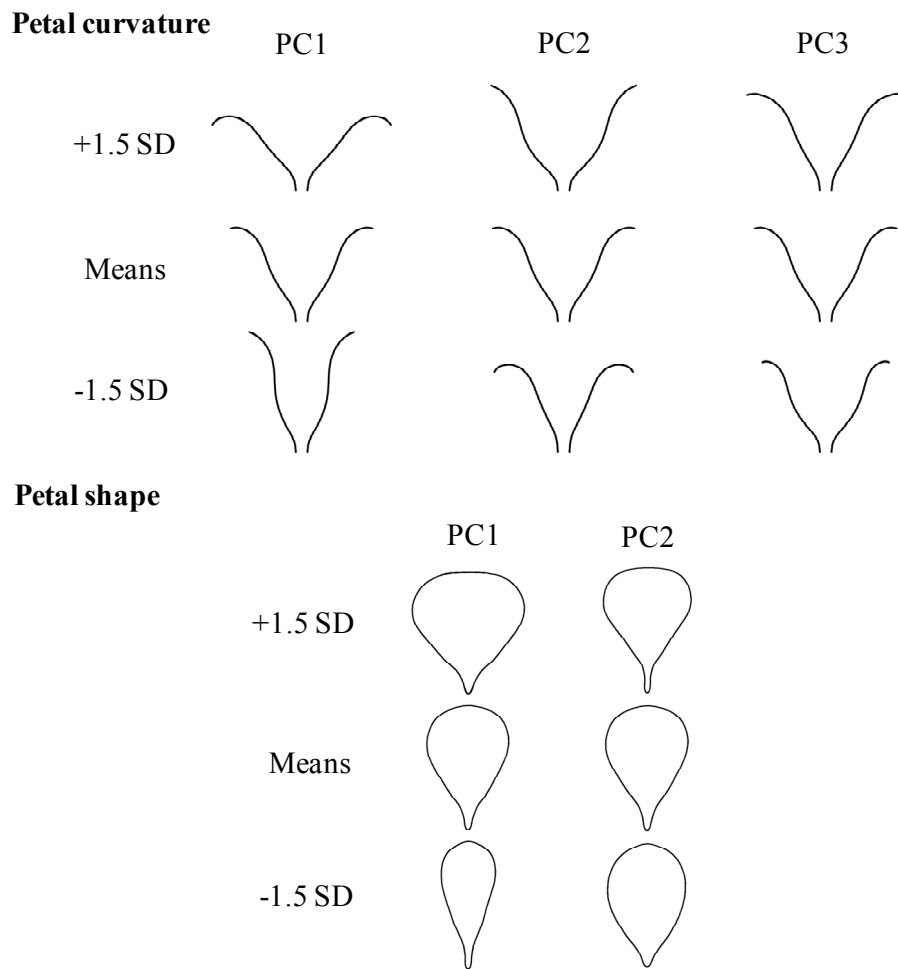 Petal curvature
PC1 PC2 PC3
+1.5 SD
Means
-1.5 SD
Petal shape
PC1 PC2
+1.5 SD
Means
-1.5 SD